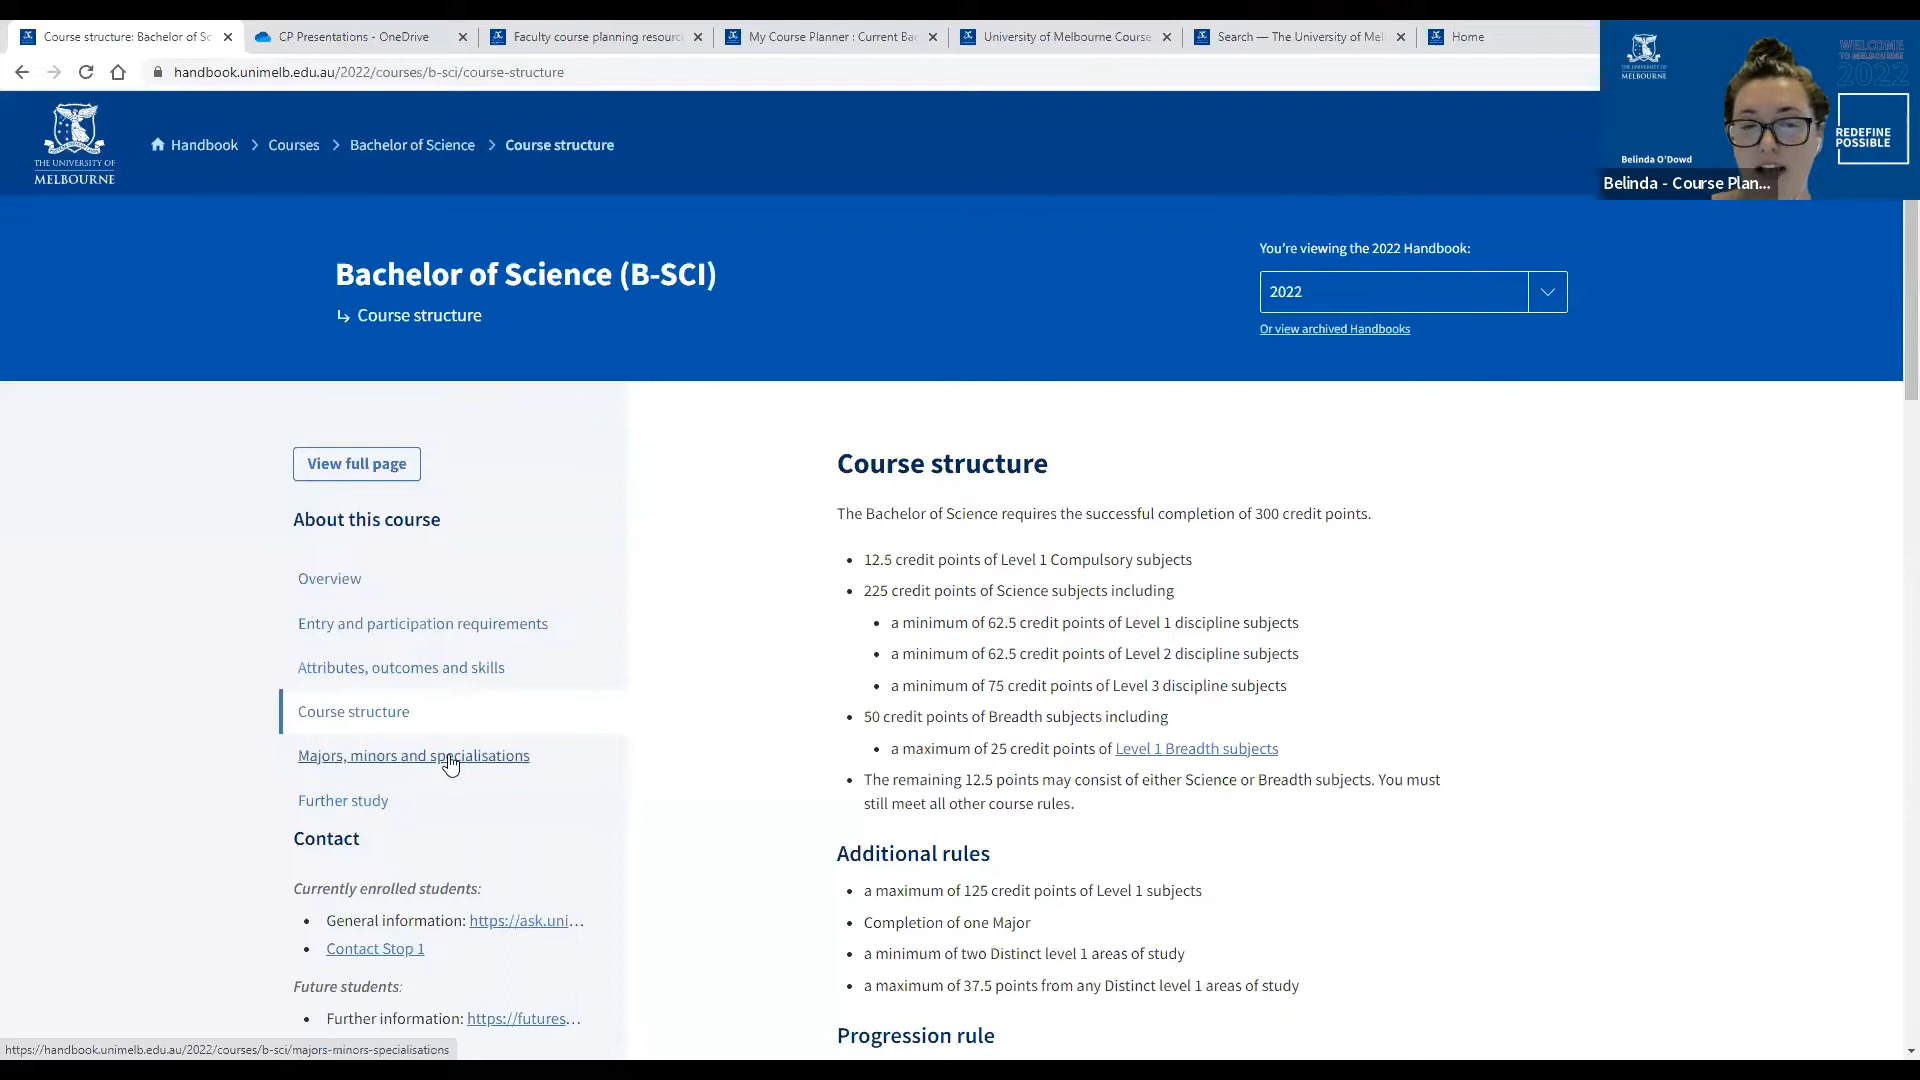 Course structure: Bachelor of Sc
CP Presentations - OneDrive
Faculty course planning resourc
My Course Planner : Current Ba
University of Melbourne Course
Search — The University of Mel
Home
handbook.unimelb.edu.au/2022/courses/b-sci/course-structure
THE UNIVERSITY OF
MELBOURNE
WELCOME
TO MELBOURNE
2022
REDEFINE
POSSIBLE
Belinda O'Dowd
Belinda - Course Plan...
THE UNIVERSITY OF
MELBOURNE
Handbook
Courses
Bachelor of Science
Course structure
Bachelor of Science (B-SCI)
Course structure
You're viewing the 2022 Handbook:
2022
Or view archived Handbooks
View full page
About this course
Overview
Entry and participation requirements
Attributes, outcomes and skills
Course structure
Majors, minors and specialisations
Further study
Contact
Currently enrolled students:
• General information: https://ask.uni...
• Contact Stop 1
Future students:
• Further information: https://futures...
Course structure
The Bachelor of Science requires the successful completion of 300 credit points.
• 12.5 credit points of Level 1 Compulsory subjects
• 225 credit points of Science subjects including
• a minimum of 62.5 credit points of Level 1 discipline subjects
• a minimum of 62.5 credit points of Level 2 discipline subjects
• a minimum of 75 credit points of Level 3 discipline subjects
• 50 credit points of Breadth subjects including
• a maximum of 25 credit points of Level 1 Breadth subjects
• The remaining 12.5 points may consist of either Science or Breadth subjects. You must
still meet all other course rules.
Additional rules
• a maximum of 125 credit points of Level 1 subjects
• Completion of one Major
• a minimum of two Distinct level 1 areas of study
• a maximum of 37.5 points from any Distinct level 1 areas of study
Progression rule
https://handbook.unimelb.edu.au/2022/courses/b-sci/majors-minors-specialisations